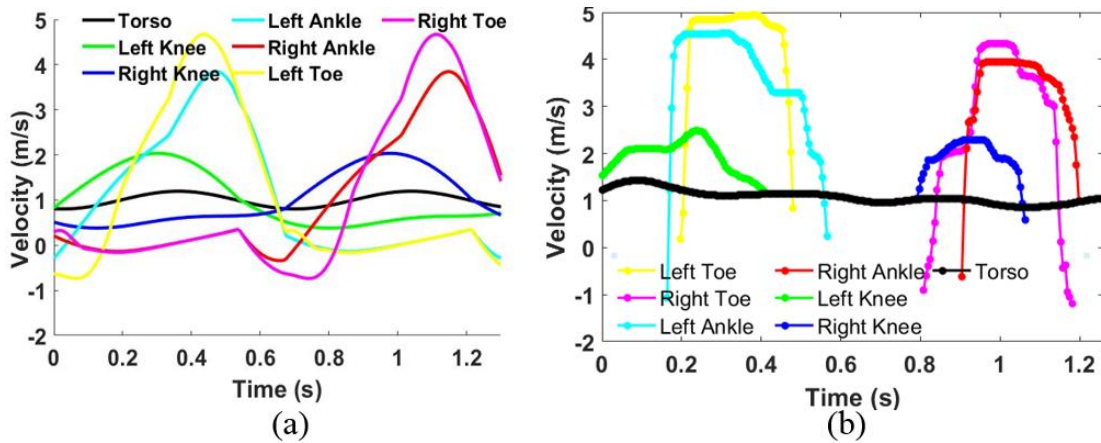 Torso Left Ankle Right Toe
Left Knee Right Ankle
Right Knee Left Toe
5
4
3
2
1
0
-1
-2
Velocity (m/s)
0 0.2 0.4 0.6 0.8 1 1.2
Time (s)
(a)
5
4
3
2
1
0
-1
-2
Velocity (m/s)
Left Toe Right Ankle Torso
Right Toe Left Knee
Left Ankle Right Knee
0 0.2 0.4 0.6 0.8 1 1.2
Time (s)
(b)